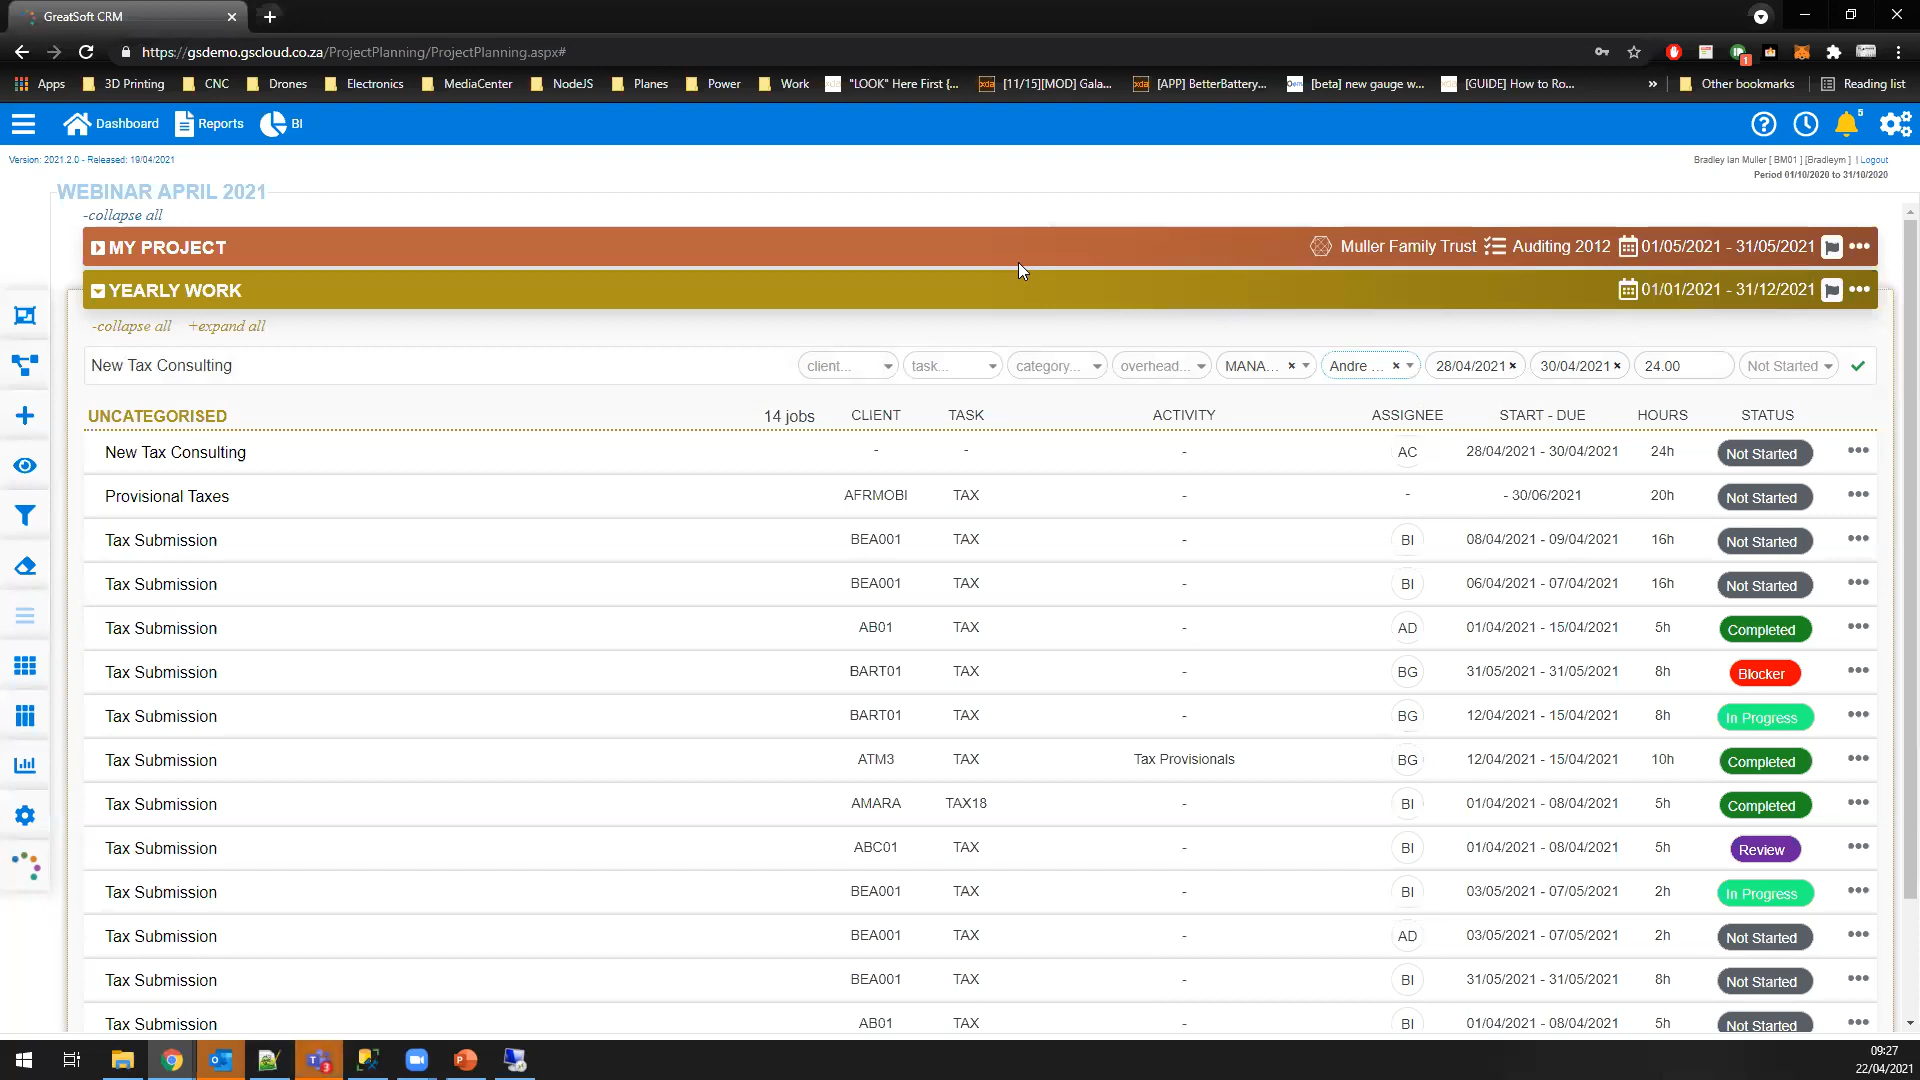 GreatSoft CRM
https://gsdemo.gscloud.co.za/ProjectPlanning/ProjectPlanning.aspx#
Apps 3D Printing CNC Drones Electronics MediaCenter NodeJS Planes Power Work "LOOK" Here First {... [11/15][MOD] Gala... [APP] BetterBattery... [beta] new gauge w... [GUIDE] How to Ro... » Other bookmarks Reading list
Dashboard Reports BI
Version: 2021.2.0 - Released: 19/04/2021
Bradley Ian Muller [ BM01 ] [Bradleym ] | Logout
Period 01/10/2020 to 31/10/2020
WEBINAR APRIL 2021
-collapse all
MY PROJECT Muller Family Trust Auditing 2012 01/05/2021 - 31/05/2021
YEARLY WORK 01/01/2021 - 31/12/2021
-collapse all +expand all
New Tax Consulting client... task... category... overhead... MANA... × Andre ... × 28/04/2021 × 30/04/2021 × 24.00 Not Started
UNCATEGORISED 14 jobs CLIENT TASK ACTIVITY ASSIGNEE START - DUE HOURS STATUS
New Tax Consulting - - - AC 28/04/2021 - 30/04/2021 24h Not Started
Provisional Taxes AFRMOBI TAX - - - 30/06/2021 20h Not Started
Tax Submission BEA001 TAX - BI 08/04/2021 - 09/04/2021 16h Not Started
Tax Submission BEA001 TAX - BI 06/04/2021 - 07/04/2021 16h Not Started
Tax Submission AB01 TAX - AD 01/04/2021 - 15/04/2021 5h Completed
Tax Submission BART01 TAX - BG 31/05/2021 - 31/05/2021 8h Blocker
Tax Submission BART01 TAX - BG 12/04/2021 - 15/04/2021 8h In Progress
Tax Submission ATM3 TAX Tax Provisionals BG 12/04/2021 - 15/04/2021 10h Completed
Tax Submission AMARA TAX18 - BI 01/04/2021 - 08/04/2021 5h Completed
Tax Submission ABC01 TAX - BI 01/04/2021 - 08/04/2021 5h Review
Tax Submission BEA001 TAX - BI 03/05/2021 - 07/05/2021 2h In Progress
Tax Submission BEA001 TAX - AD 03/05/2021 - 07/05/2021 2h Not Started
Tax Submission BEA001 TAX - BI 31/05/2021 - 31/05/2021 8h Not Started
Tax Submission AB01 TAX - BI 01/04/2021 - 08/04/2021 5h Not Started
09:27
22/04/2021